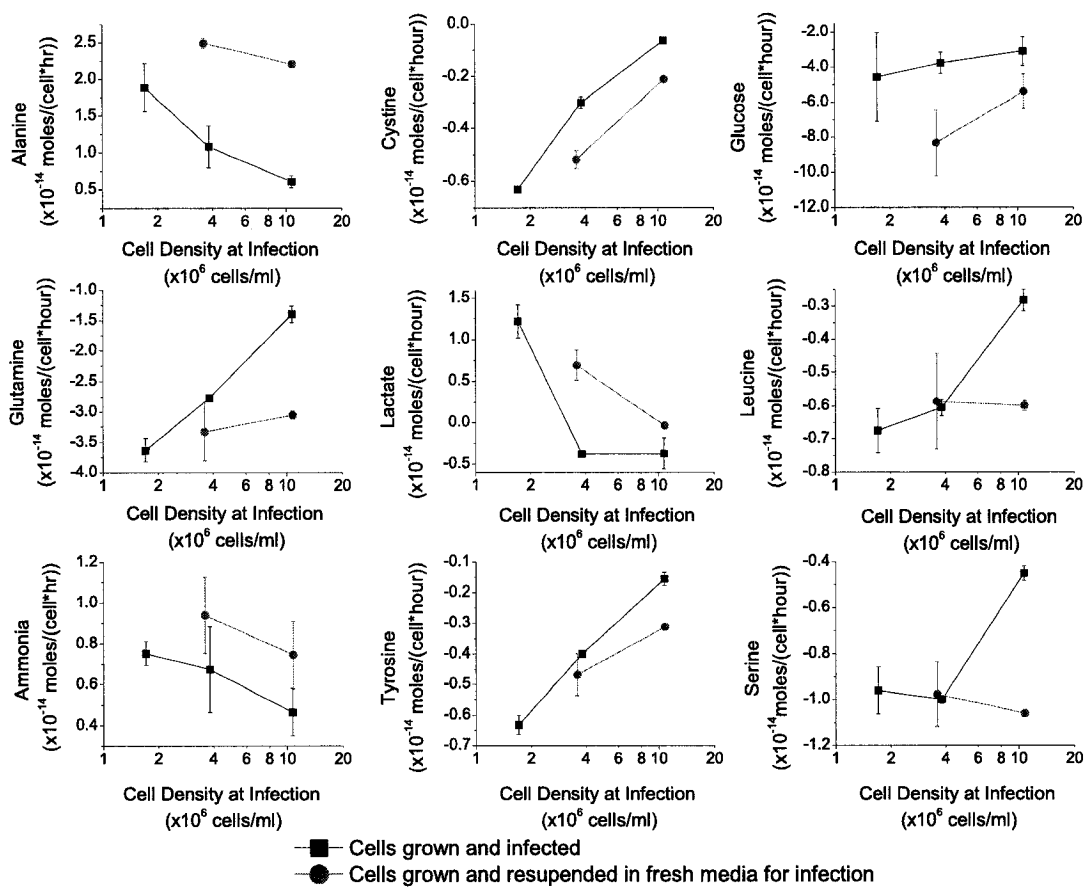 Alanine
(x10⁻¹⁴ moles/(cell*hr))
2.5
2.0
1.5
1.0
0.5
1 2 4 6 8 10 20
Cell Density at Infection
(x10⁶ cells/ml)
Cystine
(x10⁻¹⁴ moles/(cell*hour))
0.0
-0.2
-0.4
-0.6
1 2 4 6 8 10 20
Cell Density at Infection
(x10⁶ cells/ml)
Glucose
(x10⁻¹⁴ moles/(cell*hour))
-2.0
-4.0
-6.0
-8.0
-10.0
-12.0
1 2 4 6 8 10 20
Cell Density at Infection
(x10⁶ cells/ml)
Glutamine
(x10⁻¹⁴ moles/(cell*hour))
-1.0
-1.5
-2.0
-2.5
-3.0
-3.5
-4.0
1 2 4 6 8 10 20
Cell Density at Infection
(x10⁶ cells/ml)
Lactate
(x10⁻¹⁴ moles/(cell*hour))
1.5
1.0
0.5
0.0
-0.5
1 2 4 6 8 10 20
Cell Density at Infection
(x10⁶ cells/ml)
Leucine
(x10⁻¹⁴ moles/(cell*hour))
-0.3
-0.4
-0.5
-0.6
-0.7
-0.8
1 2 4 6 8 10 20
Cell Density at Infection
(x10⁶ cells/ml)
Ammonia
(x10⁻¹⁴ moles/(cell*hr))
1.2
1.0
0.8
0.6
0.4
1 2 4 6 8 10 20
Cell Density at Infection
(x10⁶ cells/ml)
Tyrosine
(x10⁻¹⁴ moles/(cell*hour))
-0.1
-0.2
-0.3
-0.4
-0.5
-0.6
-0.7
1 2 4 6 8 10 20
Cell Density at Infection
(x10⁶ cells/ml)
Serine
(x10⁻¹⁴moles/(cell*hour))
-0.4
-0.6
-0.8
-1.0
-1.2
1 2 4 6 8 10 20
Cell Density at Infection
(x10⁶ cells/ml)
Cells grown and infected
Cells grown and resupended in fresh media for infection